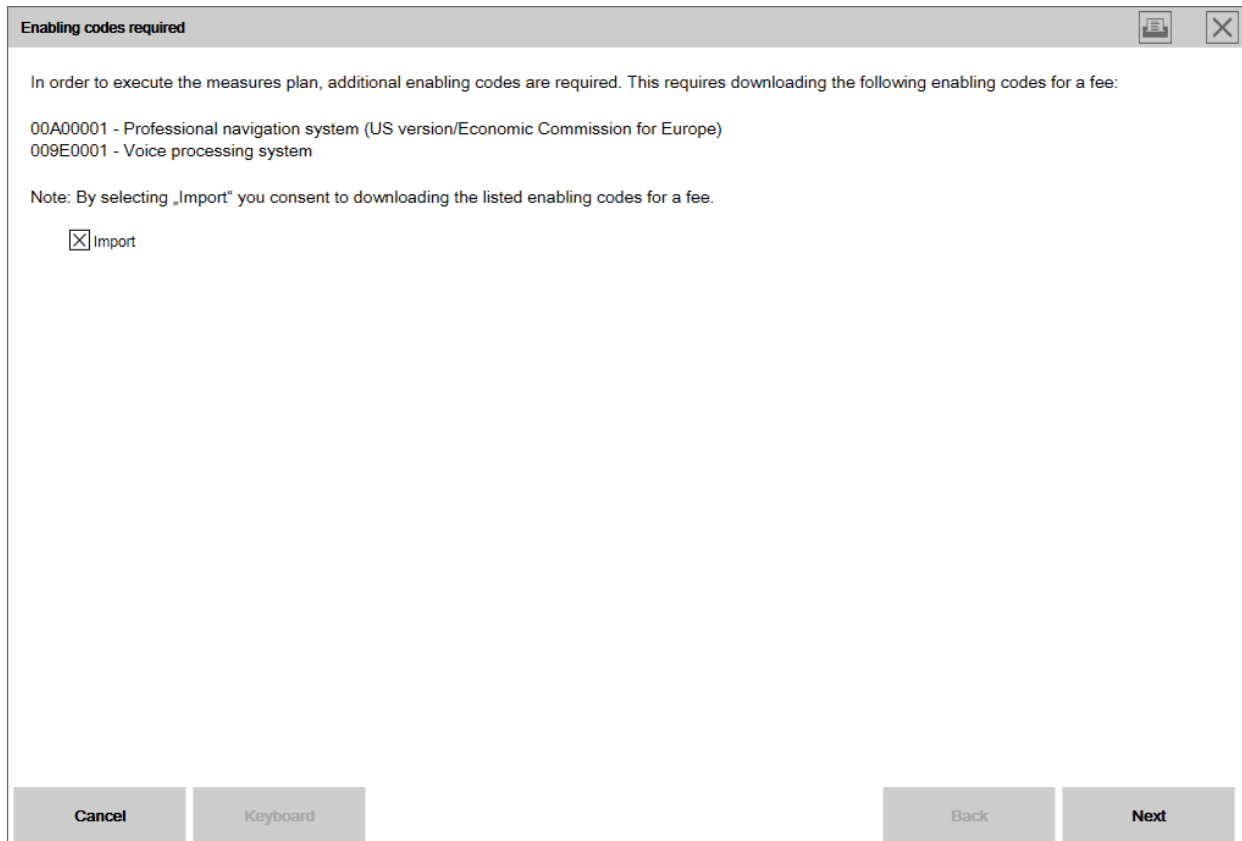 Enabling codes required
In order to execute the measures plan, additional enabling codes are required. This requires downloading the following enabling codes for a fee:
00A00001 - Professional navigation system (US version/Economic Commission for Europe)
009E0001 - Voice processing system
Note: By selecting „Import“ you consent to downloading the listed enabling codes for a fee.
Import
Cancel Keyboard Back Next